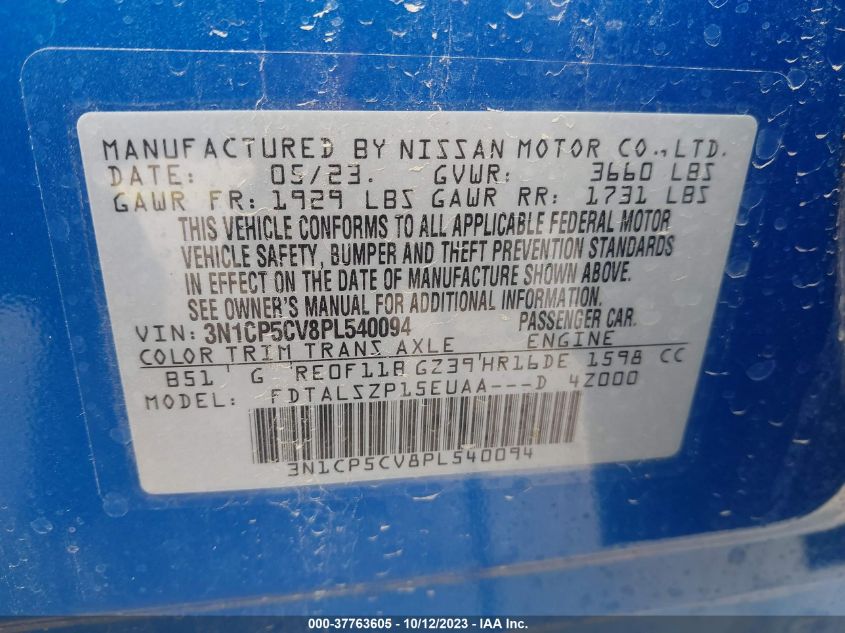 MANUFACTURED BY NISSAN MOTOR CO., LTD.
DATE: 05/23. GVWR: 3660 LBS
GAWR FR: 1929 LBS GAWR RR: 1731 LBS
THIS VEHICLE CONFORMS TO ALL APPLICABLE FEDERAL MOTOR
VEHICLE SAFETY, BUMPER AND THEFT PREVENTION STANDARDS
IN EFFECT ON THE DATE OF MANUFACTURE SHOWN ABOVE.
SEE OWNER'S MANUAL FOR ADDITIONAL INFORMATION.
VIN: 3N1CP5CV8PL540094 PASSENGER CAR.
COLOR TRIM TRANS AXLE ENGINE
B51 ' G ' RE0F11B GZ39'HR16DE 1598 CC
MODEL: FDTALSZP15EUAA---D 4Z000
3N1CP5CV8PL540094
000-37763605 - 10/12/2023 - IAAI.com